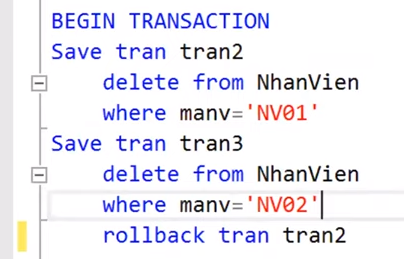 BEGIN TRANSACTION
Save tran tran2
delete from NhanVien
where manv='NV01'
Save tran tran3
delete from NhanVien
where manv='NV02'
rollback tran tran2